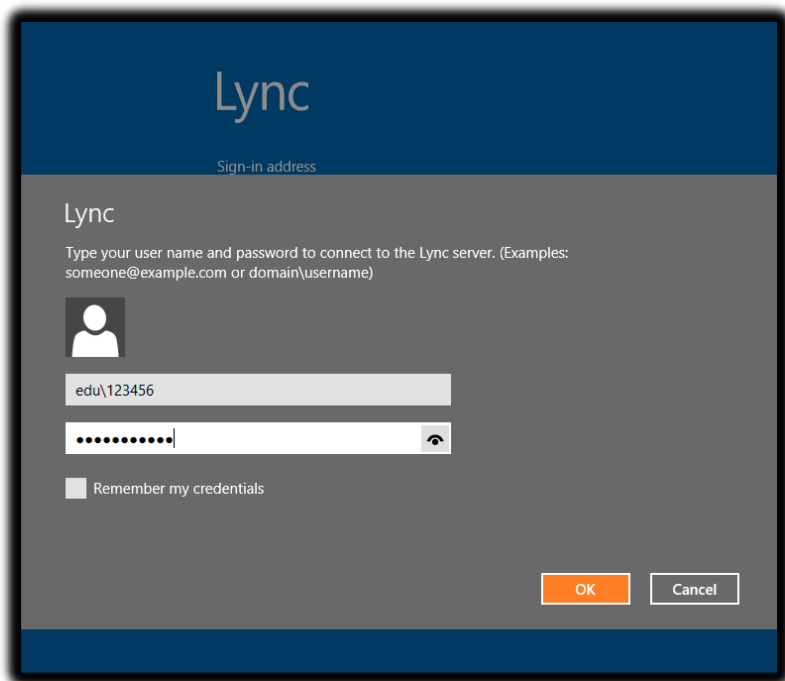 Lync
Sign-in address
Lync
Type your user name and password to connect to the Lync server. (Examples:
someone@example.com or domain\username)
edu\123456
●●●●●●●●●●●
Remember my credentials
OK
Cancel